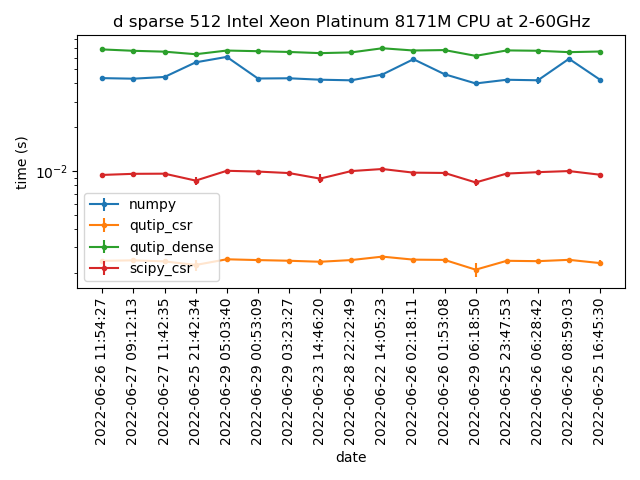 d sparse 512 Intel Xeon Platinum 8171M CPU at 2-60GHz
time (s)
10⁻²
numpy
qutip_csr
qutip_dense
scipy_csr
2022-06-26 11:54:27
2022-06-27 09:12:13
2022-06-27 11:42:35
2022-06-25 21:42:34
2022-06-29 05:03:40
2022-06-29 00:53:09
2022-06-29 03:23:27
2022-06-23 14:46:20
2022-06-28 22:22:49
2022-06-22 14:05:23
2022-06-26 02:18:11
2022-06-26 01:53:08
2022-06-29 06:18:50
2022-06-25 23:47:53
2022-06-26 06:28:42
2022-06-26 08:59:03
2022-06-25 16:45:30
date